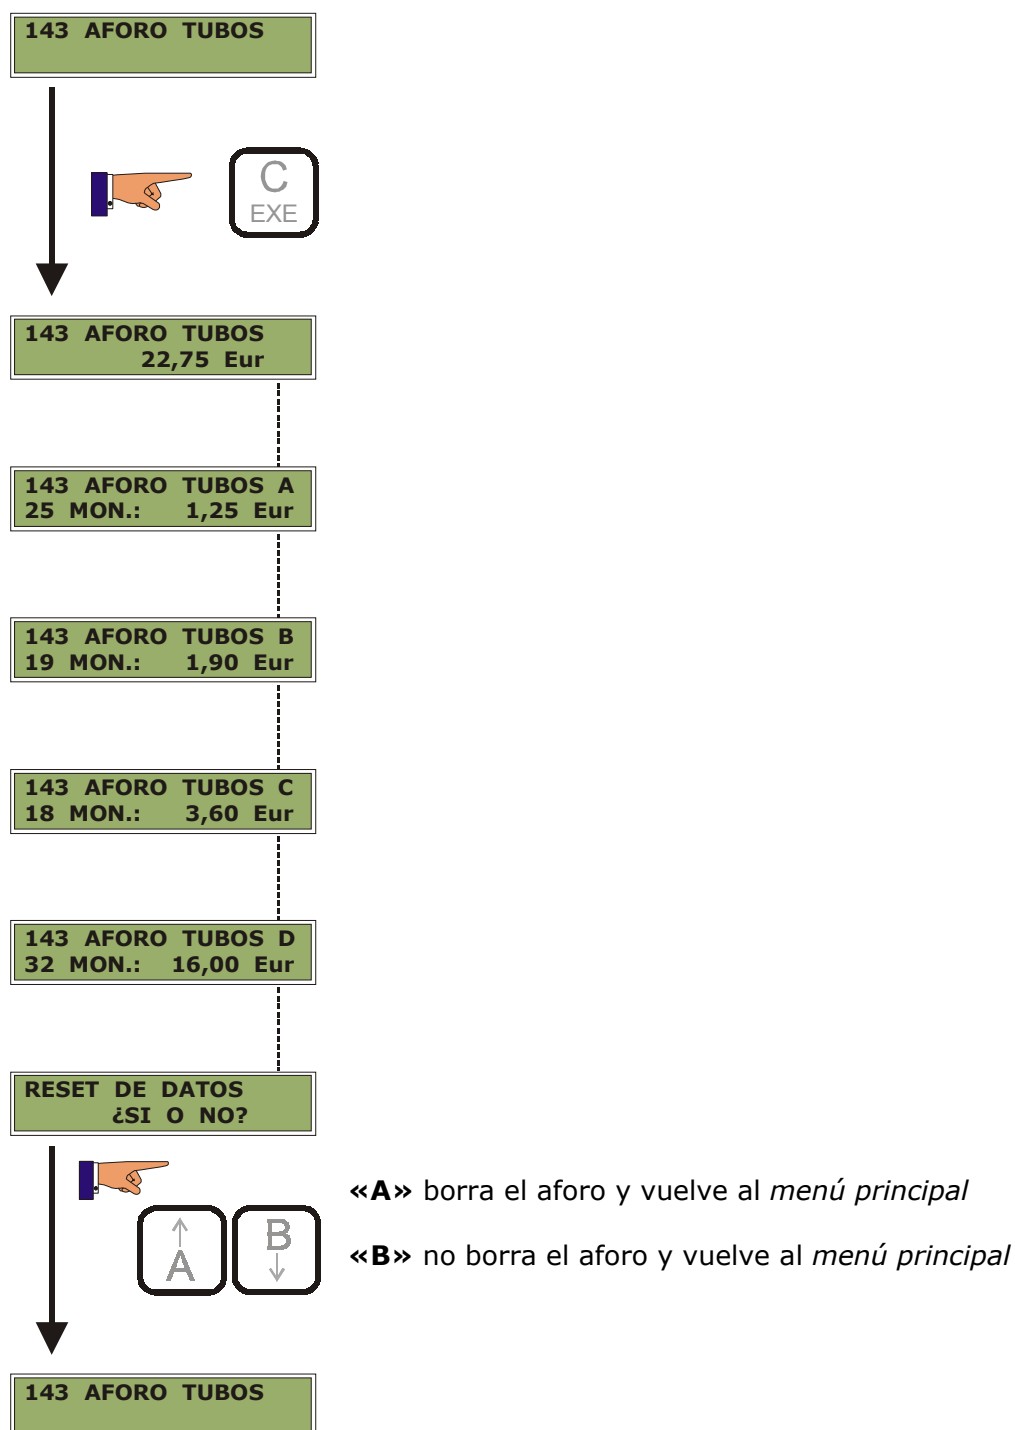 143 AFORO TUBOS
C
EXE
143 AFORO TUBOS
22,75 Eur
143 AFORO TUBOS A
25 MON.: 1,25 Eur
143 AFORO TUBOS B
19 MON.: 1,90 Eur
143 AFORO TUBOS C
18 MON.: 3,60 Eur
143 AFORO TUBOS D
32 MON.: 16,00 Eur
RESET DE DATOS
¿SI O NO?
«A» borra el aforo y vuelve al menú principal
A B
«B» no borra el aforo y vuelve al menú principal
143 AFORO TUBOS